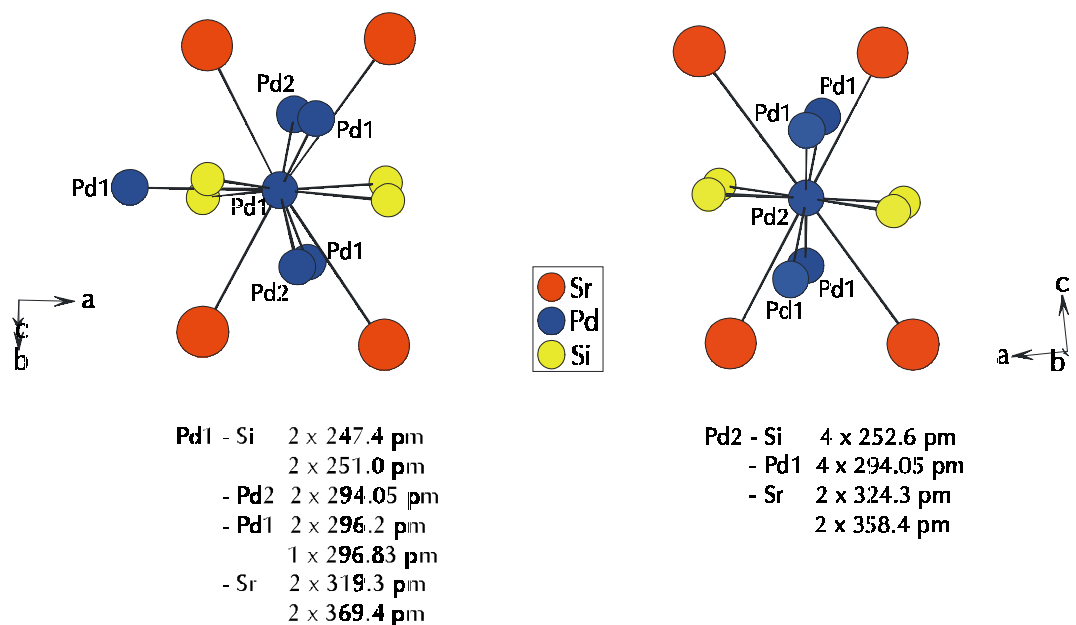 Pd2
Pd1
Pd1
Pd1
Pd1
Pd2
a
c
b
Sr
Pd
Si
Pd1
Pd1
Pd2
Pd1
Pd1
c
a
b
Pd1 - Si 2 x 247.4 pm
2 x 251.0 pm
- Pd2 2 x 294.05 pm
- Pd1 2 x 296.2 pm
1 x 296.83 pm
- Sr 2 x 319.3 pm
2 x 369.4 pm
Pd2 - Si 4 x 252.6 pm
- Pd1 4 x 294.05 pm
- Sr 2 x 324.3 pm
2 x 358.4 pm